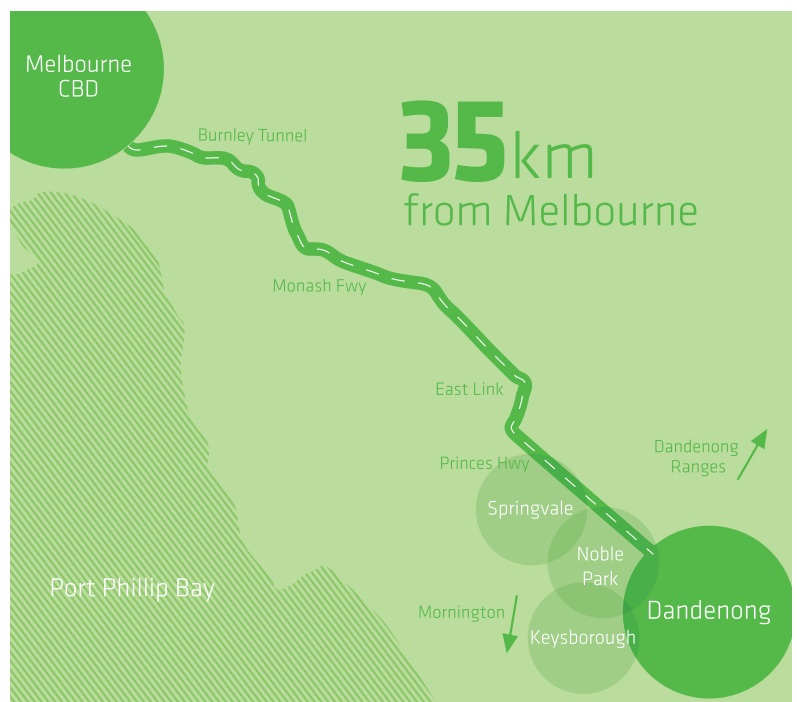 Melbourne
CBD
Burnley Tunnel
35km
from Melbourne
Monash Fwy
East Link
Dandenong
Ranges
Princes Hwy
Springvale
Noble
Park
Port Phillip Bay
Mornington
Dandenong
Keysborough